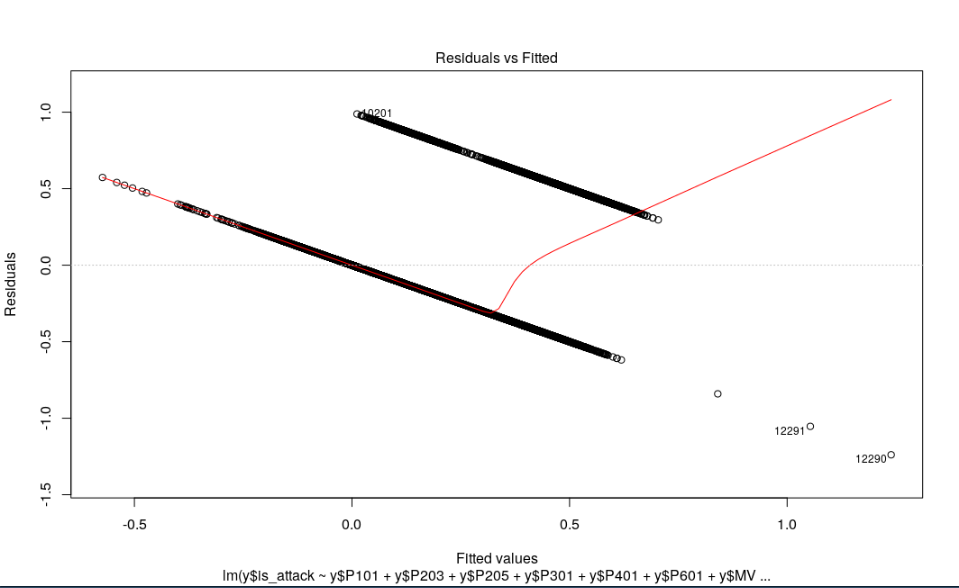 Residuals vs Fitted
1.0
0.5
0.0
-0.5
-1.0
-1.5
Residuals
10201
12291
12290
-0.5 0.0 0.5 1.0
Fitted values
lm(y$is_attack ~ y$P101 + y$P203 + y$P205 + y$P301 + y$P401 + y$P601 + y$MV ...